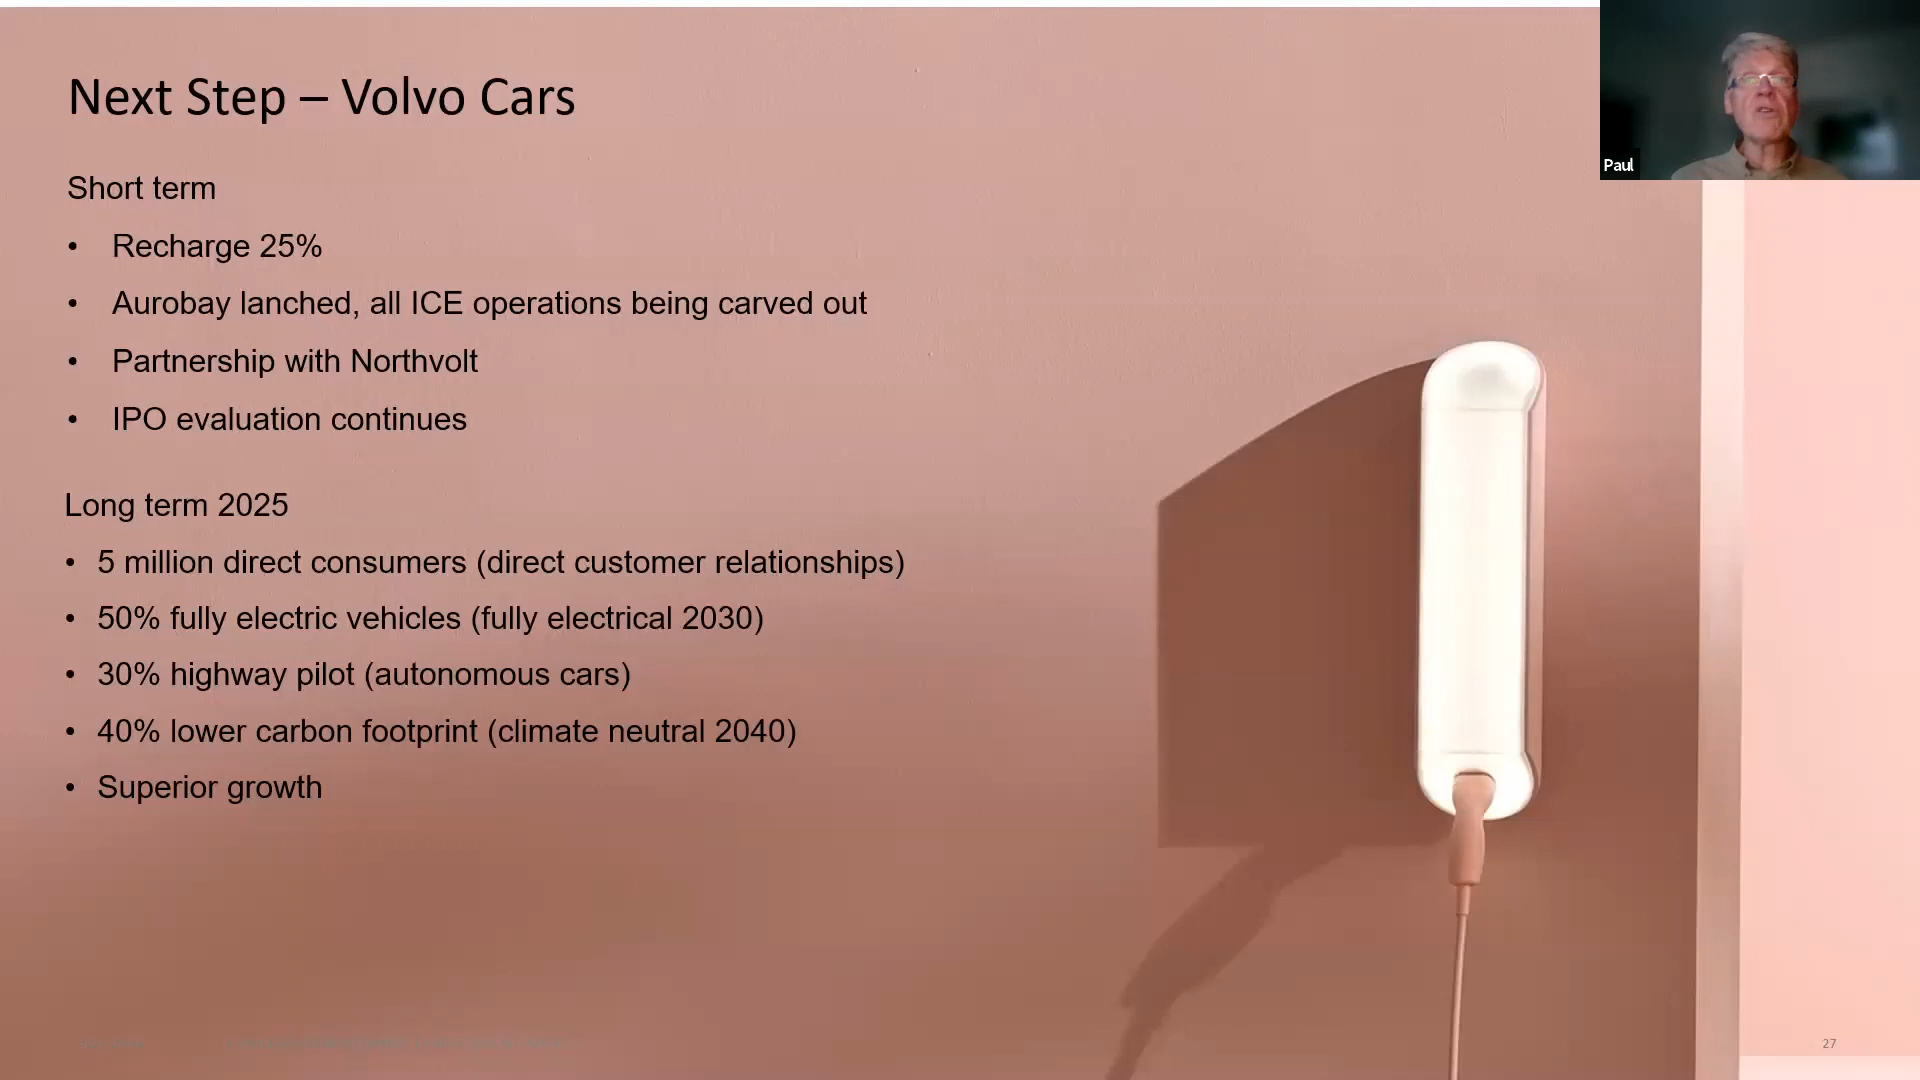 Next Step – Volvo Cars
Paul
Short term
• Recharge 25%
• Aurobay lanched, all ICE operations being carved out
• Partnership with Northvolt
• IPO evaluation continues
Long term 2025
• 5 million direct consumers (direct customer relationships)
• 50% fully electric vehicles (fully electrical 2030)
• 30% highway pilot (autonomous cars)
• 40% lower carbon footprint (climate neutral 2040)
• Superior growth
27